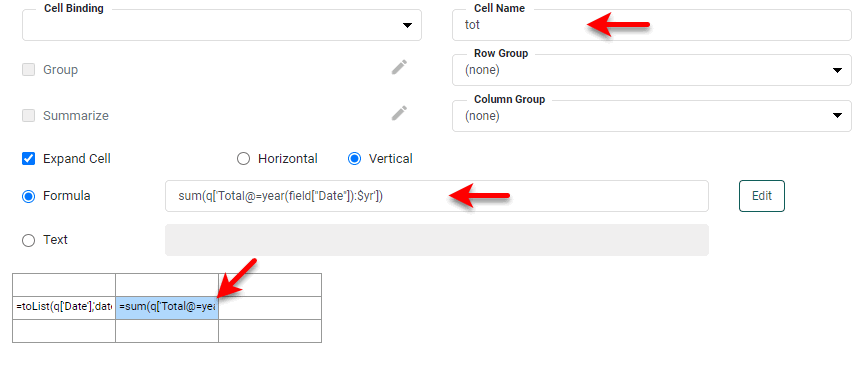 Cell Binding
Cell Name
tot
Group
Row Group
(none)
Summarize
Column Group
(none)
Expand Cell
Horizontal
Vertical
Formula
sum(q['Total@=year(field["Date"]):$yr'])
Edit
Text
=toList(q['Date'],'date
=sum(q['Total@=yea